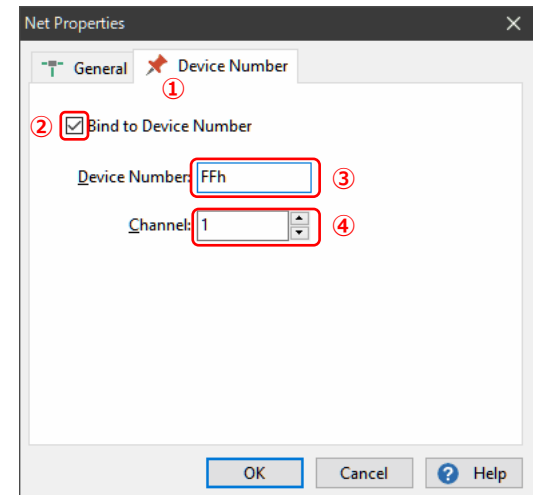 Net Properties
General
Device Number
①
② Bind to Device Number
Device Number: FFh ③
Channel: 1 ④
OK Cancel ? Help